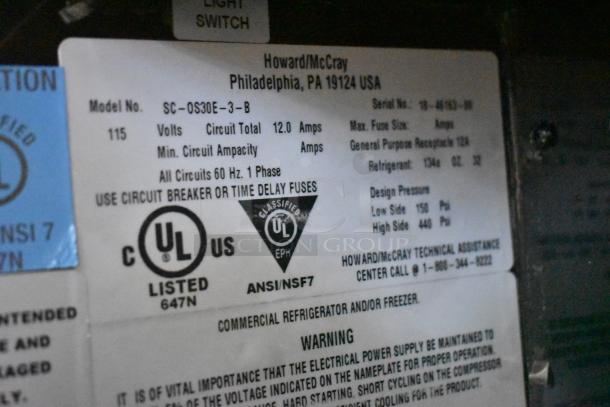 LIGHT
SWITCH
Howard/McCray
Philadelphia, PA 19124 USA
Model No. SC-OS30E-3-B Serial No.:
115 Volts Circuit Total 12.0 Amps Max. Fuse Size: Amps
Min. Circuit Ampacity Amps General Purpose Receptacle 12A
All Circuits 60 Hz. 1 Phase Refrigerant: 134a OZ. 32
USE CIRCUIT BREAKER OR TIME DELAY FUSES
Design Pressure
Low Side 150 Psi
High Side 440 Psi
C UL US
LISTED
647N
CLASSIFIED
UL
EPH
ANSI/NSF7
HOWARD/McCRAY TECHNICAL ASSISTANCE
CENTER CALL @ 1-800-344-8222
COMMERCIAL REFRIGERATOR AND/OR FREEZER.
WARNING
IT IS OF VITAL IMPORTANCE THAT THE ELECTRICAL POWER SUPPLY BE MAINTAINED TO
OF THE VOLTAGE INDICATED ON THE NAMEPLATE FOR PROPER OPERATION.
HARD STARTING, SHORT CYCLING ON THE COMPRESSOR
COOLING FOR THE PRODUCT.
NSI 7
7N
NTENDED
E AND
AGED
LY.